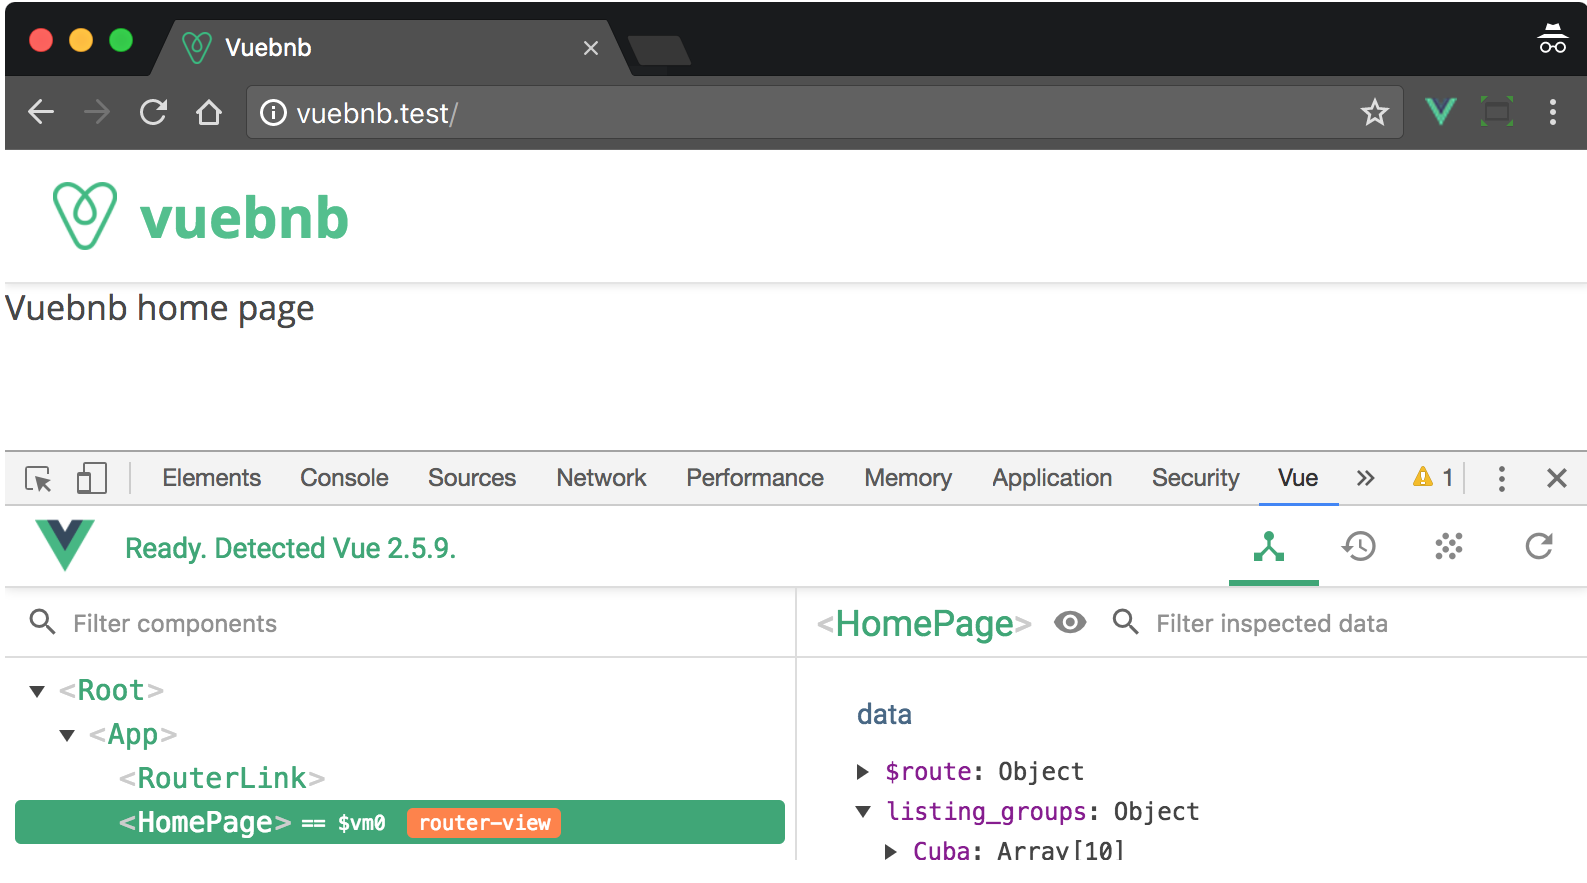 Vuebnb
vuebnb.test/
vuebnb
Vuebnb home page
Elements Console Sources Network Performance Memory Application Security Vue » 1
Ready. Detected Vue 2.5.9.
Filter components
<HomePage> Filter inspected data
<Root>
<App>
<RouterLink>
<HomePage> == $vm0 router-view
data
$route: Object
listing_groups: Object
Cuba: Array[10]